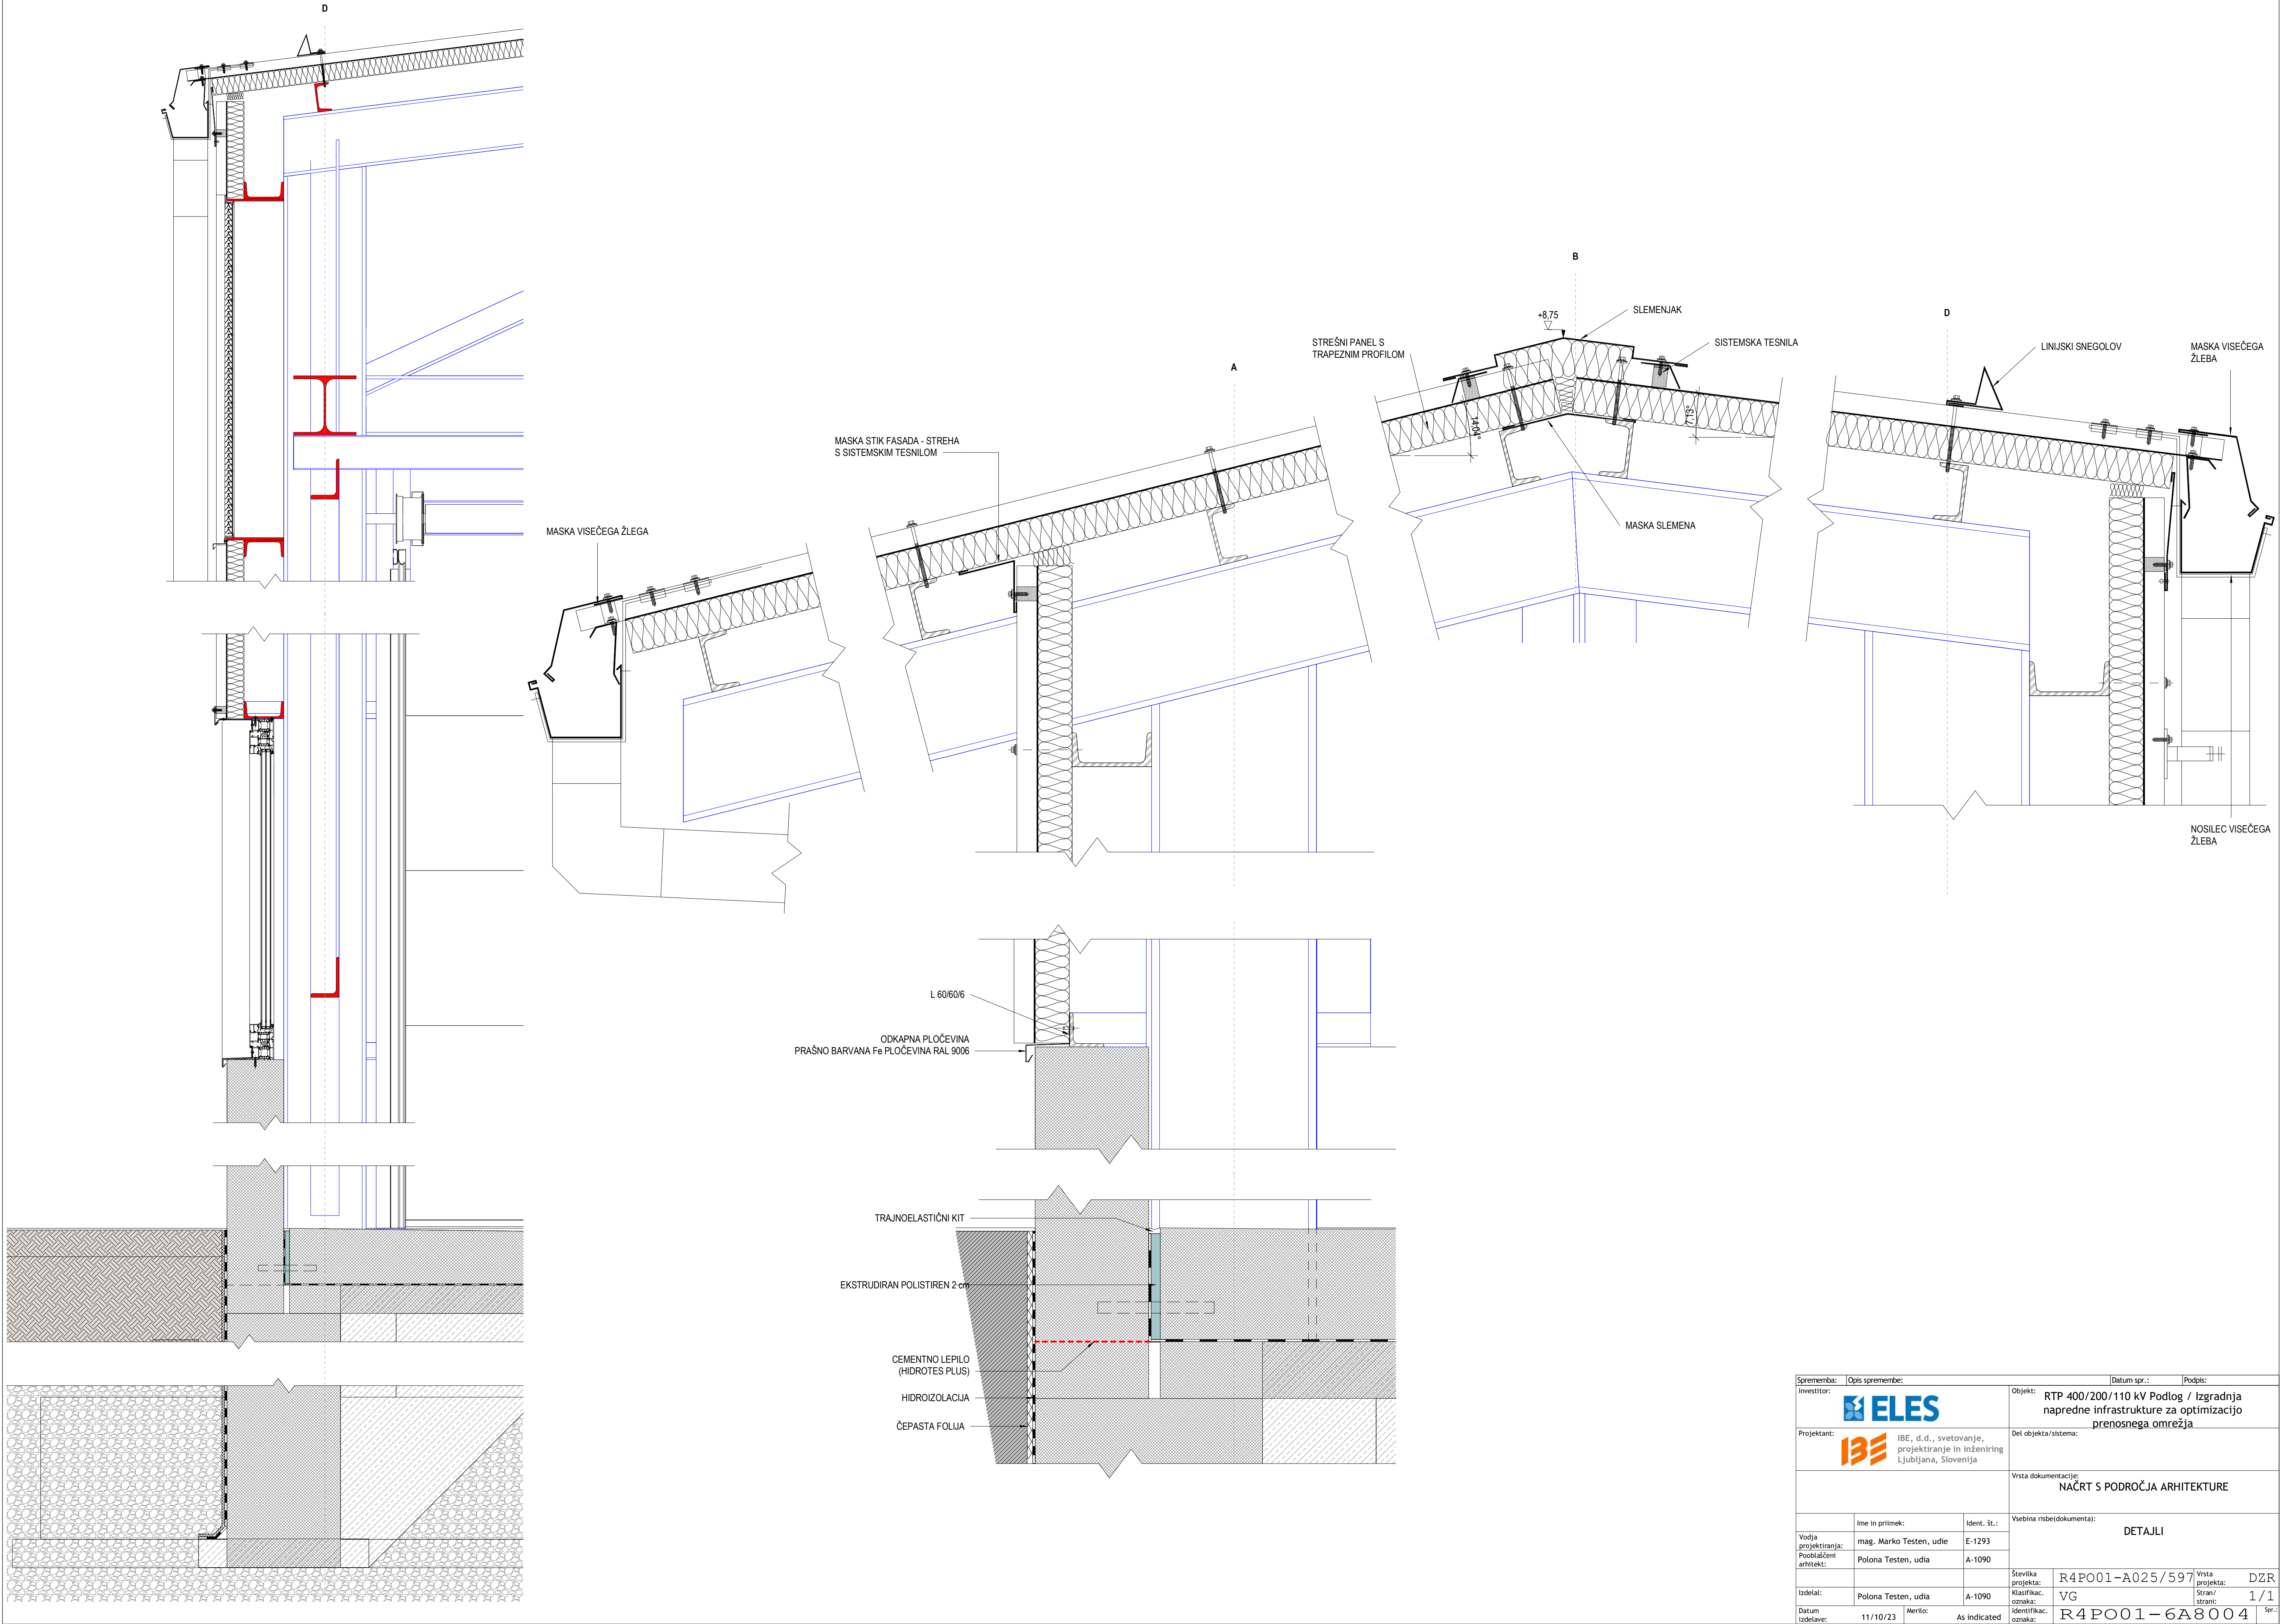 D
B
+8,75
SLEMENJAK
STREŠNI PANEL S
TRAPEZNIM PROFILOM
SISTEMSKA TESNILA
14,04°
7,13°
MASKA SLEMENA
D
LINIJSKI SNEGOLOV
MASKA VISEČEGA
ŽLEBA
NOSILEC VISEČEGA
ŽLEBA
A
MASKA STIK FASADA - STREHA
S SISTEMSKIM TESNILOM
MASKA VISEČEGA ŽLEGA
L 60/60/6
ODKAPNA PLOČEVINA
PRAŠNO BARVANA Fe PLOČEVINA RAL 9006
TRAJNOELASTIČNI KIT
EKSTRUDIRAN POLISTIREN 2 cm
CEMENTNO LEPILO
(HIDROTES PLUS)
HIDROIZOLACIJA
ČEPASTA FOLIJA
Sprememba: Opis spremembe: Datum spr.: Podpis:
Investitor:
ELES
Objekt: RTP 400/200/110 kV Podlog / Izgradnja
napredne infrastrukture za optimizacijo
prenosnega omrežja
Projektant:
IBE
IBE, d.d., svetovanje,
projektiranje in inženiring
Ljubljana, Slovenija
Del objekta/sistema:
Vrsta dokumentacije:
NAČRT S PODROČJA ARHITEKTURE
Ime in priimek: Ident. št.:
Vsebina risbe(dokumenta):
DETAJLI
Vodja
projektiranja: mag. Marko Testen, udie E-1293
Pooblaščeni
arhitekt: Polona Testen, udia A-1090
Številka
projekta: R4PO01-A025/597
Vrsta
projekta: DZR
Izdelal: Polona Testen, udia A-1090
Klasifikac.
oznaka: VG
Stran/
strani: 1/1
Datum
izdelave: 11/10/23 Merilo: As indicated
Identifikac.
oznaka: R4PO01-6A8004 Spr.: